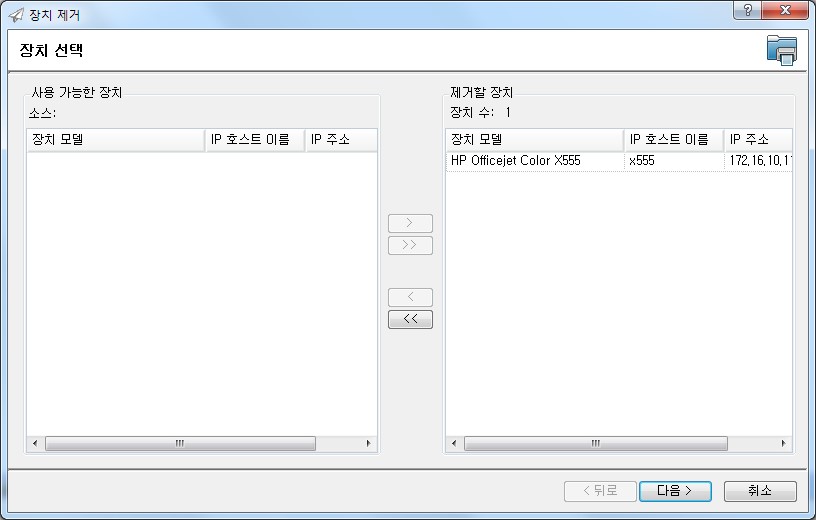 장치 제거
장치 선택
사용 가능한 장치
소스:
장치 모델 IP 호스트 이름 IP 주소
제거할 장치
장치 수: 1
장치 모델 IP 호스트 이름 IP 주소
HP Officejet Color X555 x555 172.16.10.1
>
>>
<
<<
< 뒤로 다음 > 취소